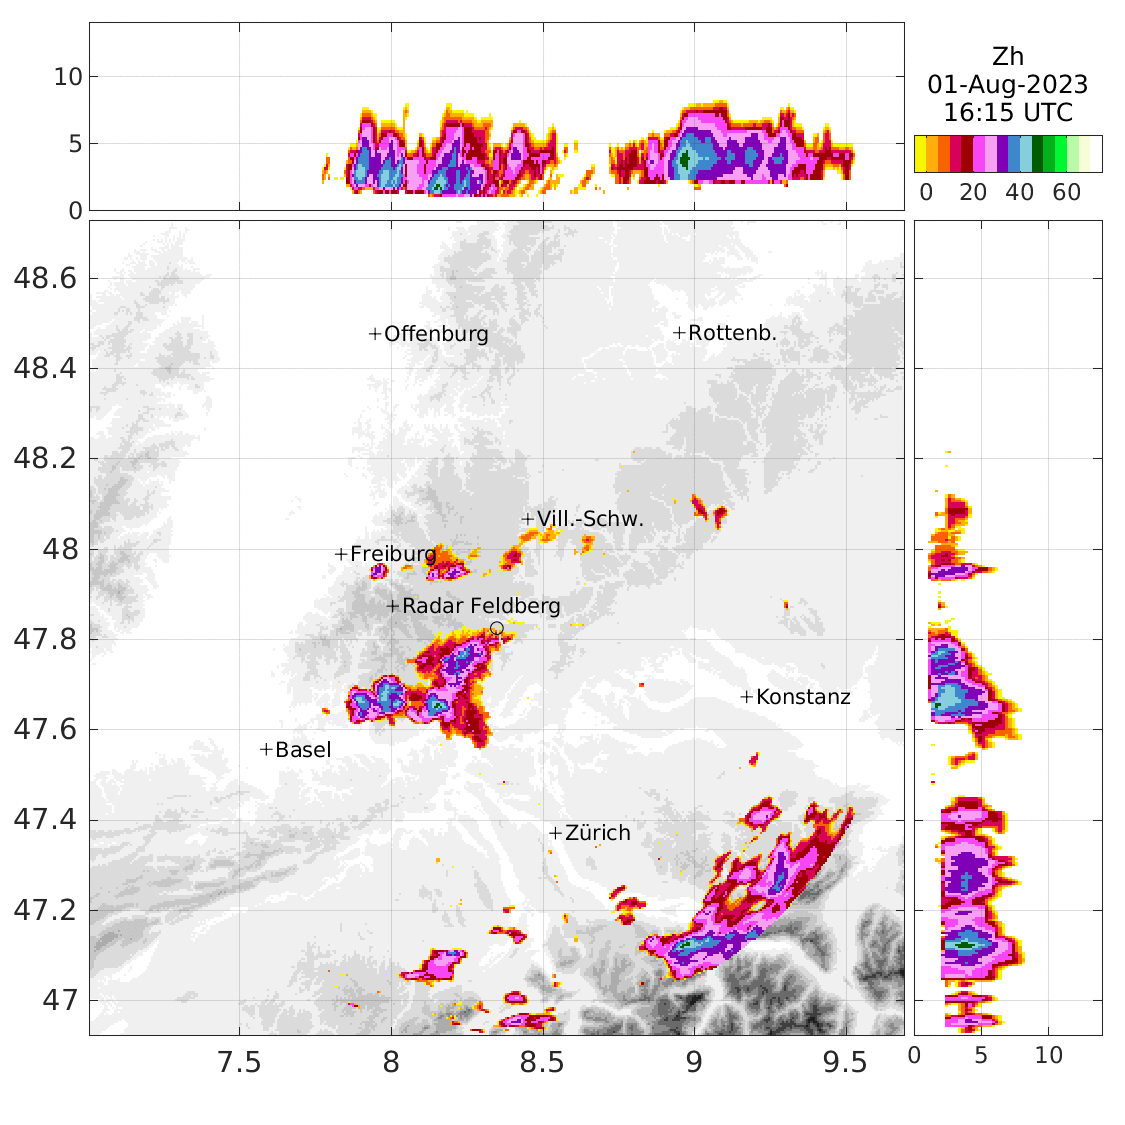 10
5
0
Zh
01-Aug-2023
16:15 UTC
0 20 40 60
48.6
48.4
48.2
48
47.8
47.6
47.4
47.2
47
+Offenburg
+Rottenb.
+Vill.-Schw.
+Freiburg
+Radar Feldberg
+Konstanz
+Basel
+Zürich
7.5 8 8.5 9 9.5
0 5 10